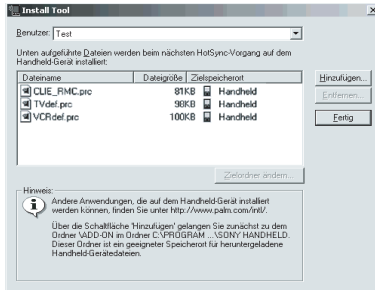 Install Tool
Benutzer: Test
Unten aufgeführte Dateien werden beim nächsten HotSync-Vorgang auf dem
Handheld-Gerät installiert:
Dateiname Dateigröße Zielspeicherort
CLIE_RMC.prc 81KB Handheld
TVdef.prc 98KB Handheld
VCRdef.prc 100KB Handheld
Hinzufügen...
Entfernen...
Fertig
Zielordner ändern...
Hinweis:
Andere Anwendungen, die auf dem Handheld-Gerät installiert
werden können, finden Sie unter http://www.palm.com/intl/.
Über die Schaltfläche 'Hinzufügen' gelangen Sie zunächst zu dem
Ordner \ADD-ON im Ordner C:\PROGRAM ...\SONY HANDHELD.
Dieser Ordner ist ein geeigneter Speicherort für heruntergeladene
Handheld-Gerätedateien.